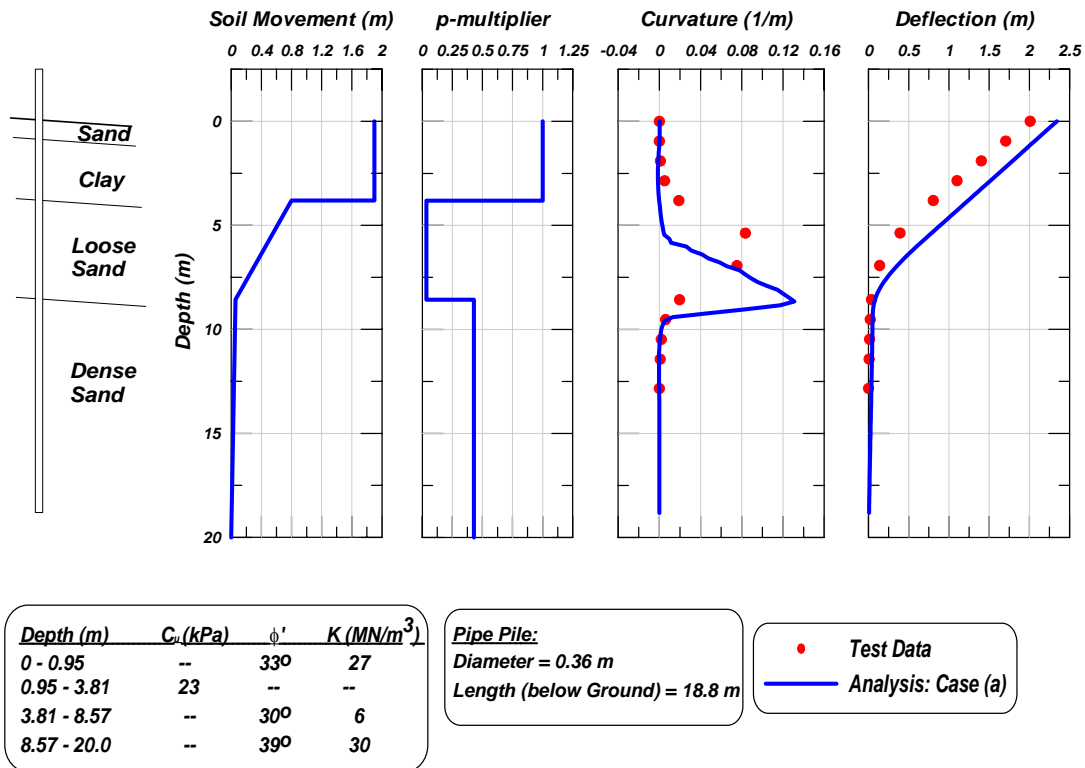 Soil Movement (m) p-multiplier Curvature (1/m) Deflection (m)
0 0.4 0.8 1.2 1.6 2 0 0.25 0.5 0.75 1 1.25 -0.04 0 0.04 0.08 0.12 0.16 0 0.5 1 1.5 2 2.5
Sand
Clay
Loose
Sand
Dense
Sand
Depth (m)
0
5
10
15
20
Depth (m) Cu (kPa) ϕ' K (MN/m3)
0 - 0.95 -- 33o 27
0.95 - 3.81 23 -- --
3.81 - 8.57 -- 30o 6
8.57 - 20.0 -- 39o 30
Pipe Pile:
Diameter = 0.36 m
Length (below Ground) = 18.8 m
Test Data
Analysis: Case (a)